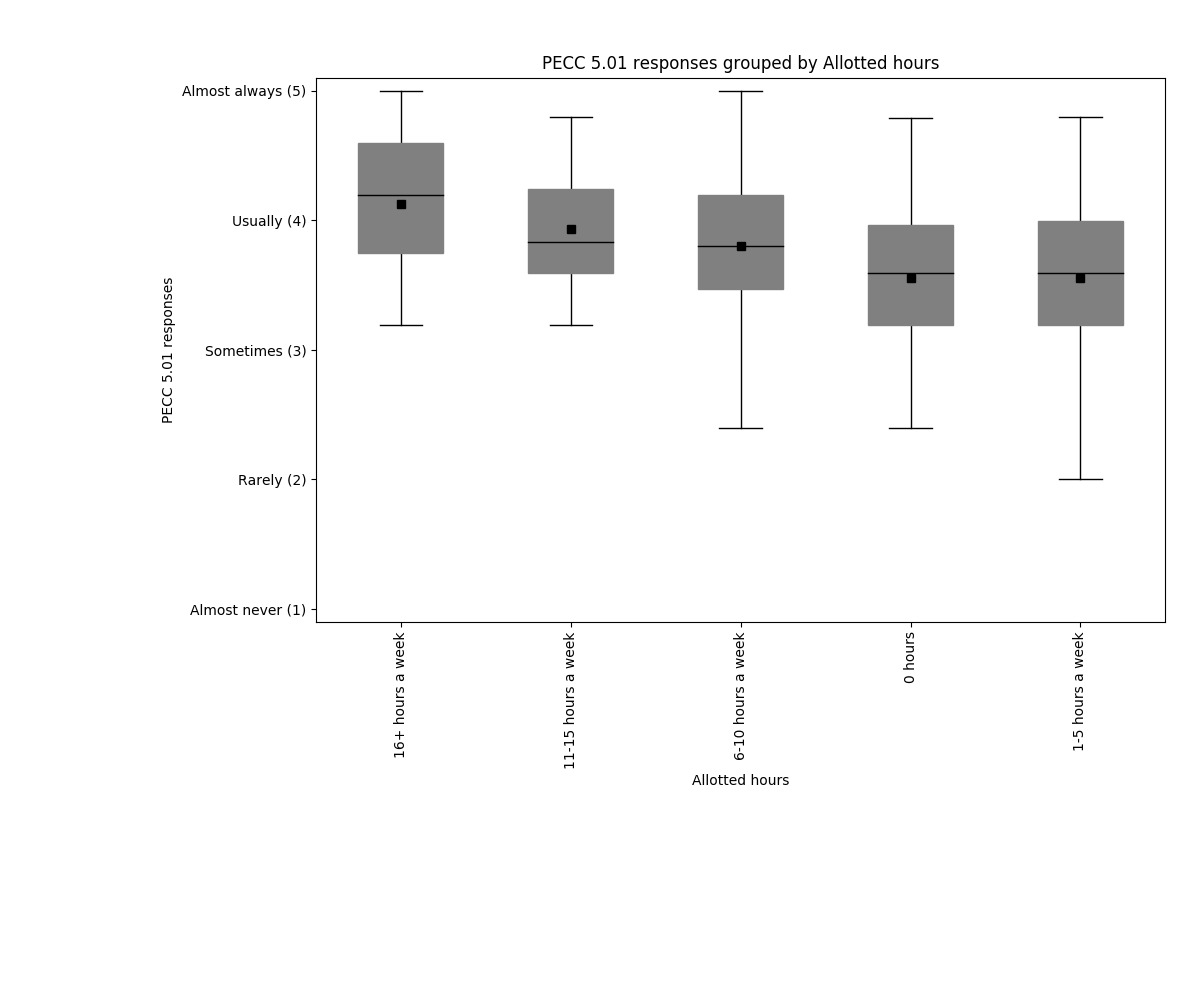 PECC 5.01 responses grouped by Allotted hours
Almost always (5)
Usually (4)
Sometimes (3)
Rarely (2)
Almost never (1)
PECC 5.01 responses
16+ hours a week
11-15 hours a week
6-10 hours a week
0 hours
1-5 hours a week
Allotted hours